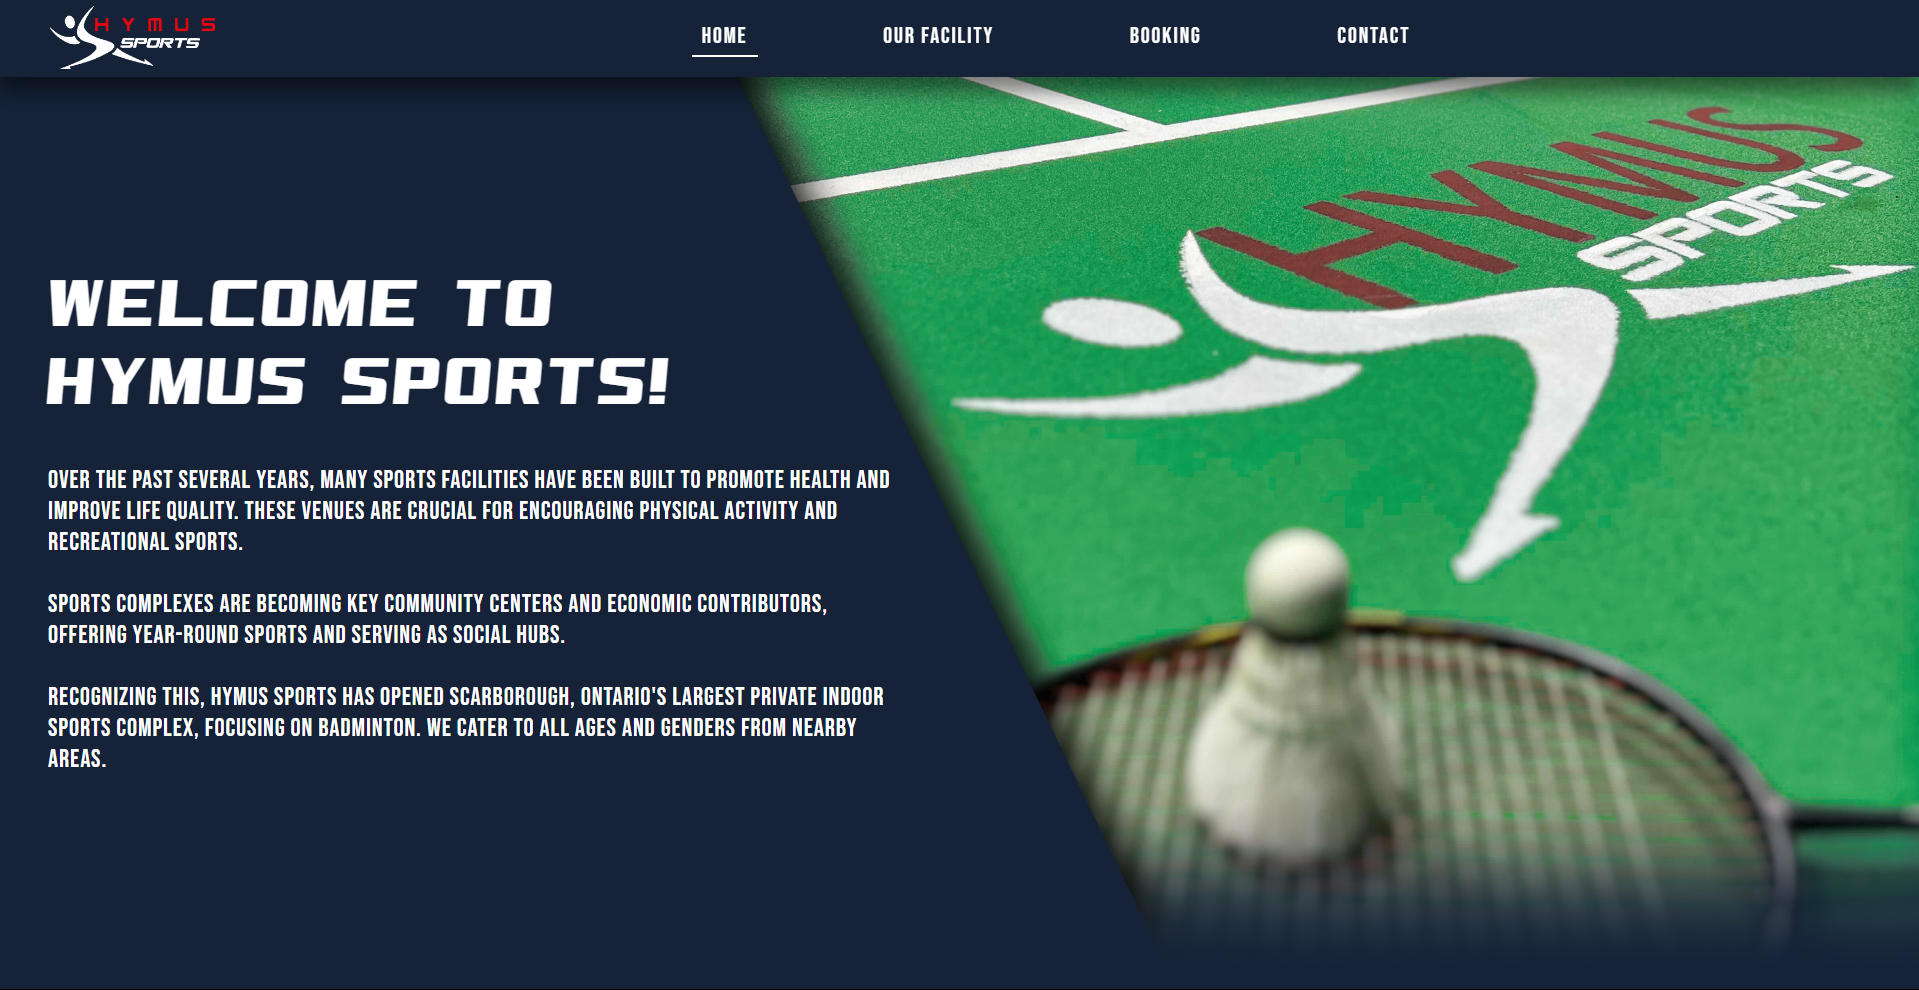 HYMUS
SPORTS
HOME
OUR FACILITY
BOOKING
CONTACT
HYMUS
SPORTS
WELCOME TO
HYMUS SPORTS!
OVER THE PAST SEVERAL YEARS, MANY SPORTS FACILITIES HAVE BEEN BUILT TO PROMOTE HEALTH AND
IMPROVE LIFE QUALITY. THESE VENUES ARE CRUCIAL FOR ENCOURAGING PHYSICAL ACTIVITY AND
RECREATIONAL SPORTS.
SPORTS COMPLEXES ARE BECOMING KEY COMMUNITY CENTERS AND ECONOMIC CONTRIBUTORS,
OFFERING YEAR-ROUND SPORTS AND SERVING AS SOCIAL HUBS.
RECOGNIZING THIS, HYMUS SPORTS HAS OPENED SCARBOROUGH, ONTARIO'S LARGEST PRIVATE INDOOR
SPORTS COMPLEX, FOCUSING ON BADMINTON. WE CATER TO ALL AGES AND GENDERS FROM NEARBY
AREAS.